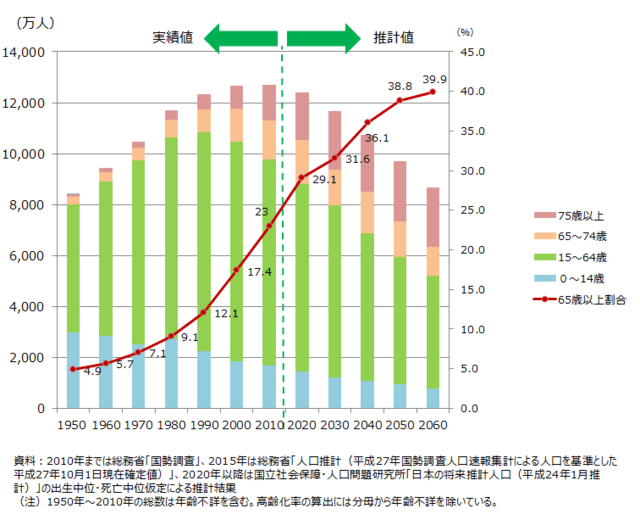 (万人)
実績値 推計値
(%)
14,000
12,000
10,000
8,000
6,000
4,000
2,000
0
45.0
40.0
35.0
30.0
25.0
20.0
15.0
10.0
5.0
0.0
4.9 5.7 7.1 9.1 12.1 17.4 23 29.1 31.6 36.1 38.8 39.9
1950 1960 1970 1980 1990 2000 2010 2020 2030 2040 2050 2060
75歳以上
65～74歳
15～64歳
0～14歳
65歳以上割合
資料：2010年までは総務省「国勢調査」、2015年は総務省「人口推計（平成27年国勢調査人口速報集計による人口を基準とした
平成27年10月1日現在確定値）」、2020年以降は国立社会保障・人口問題研究所「日本の将来推計人口（平成24年1月推
計）」の出生中位・死亡中位仮定による推計結果
（注）1950年～2010年の総数は年齢不詳を含む。高齢化率の算出には分母から年齢不詳を除いている。